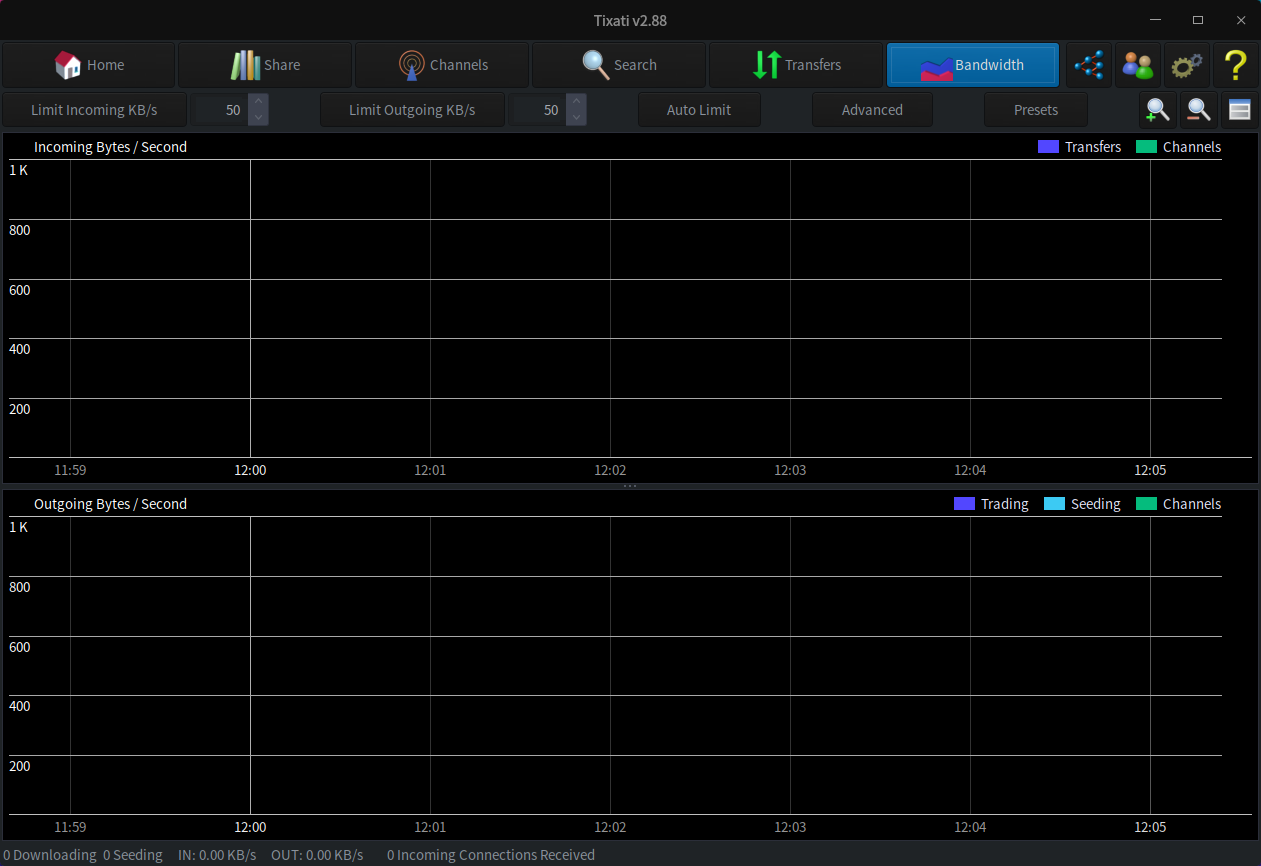 Tixati v2.88
Home Share Channels Search Transfers Bandwidth
Limit Incoming KB/s 50 Limit Outgoing KB/s 50 Auto Limit Advanced Presets
Incoming Bytes / Second Transfers Channels
1 K
800
600
400
200
11:59 12:00 12:01 12:02 12:03 12:04 12:05
Outgoing Bytes / Second Trading Seeding Channels
1 K
800
600
400
200
11:59 12:00 12:01 12:02 12:03 12:04 12:05
0 Downloading 0 Seeding IN: 0.00 KB/s OUT: 0.00 KB/s 0 Incoming Connections Received